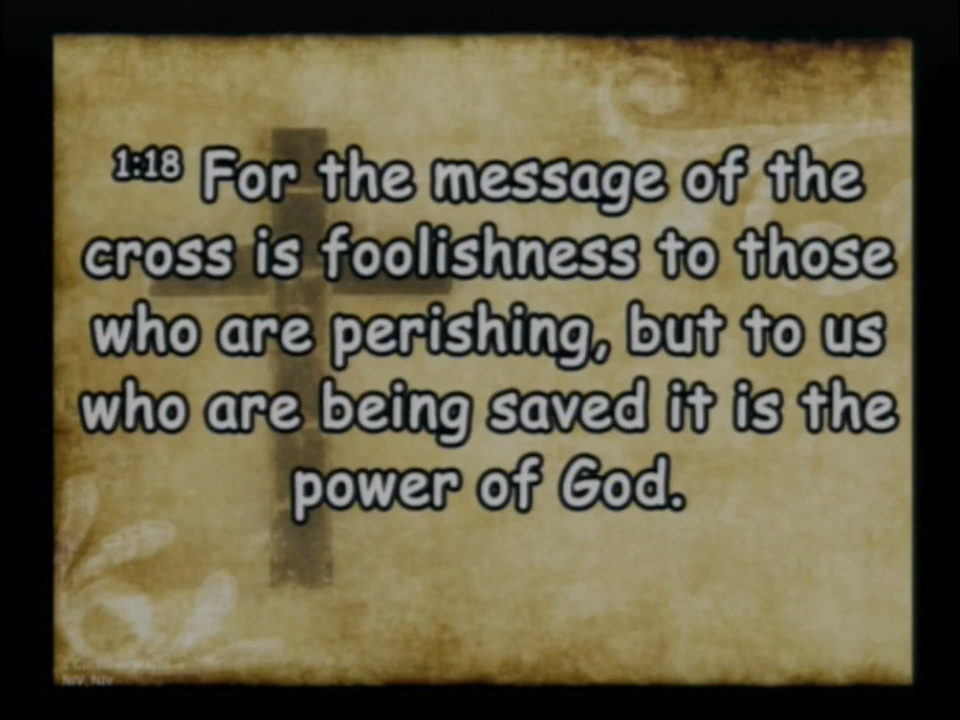 1:18 For the message of the
cross is foolishness to those
who are perishing, but to us
who are being saved it is the
power of God.
NIV, NIV